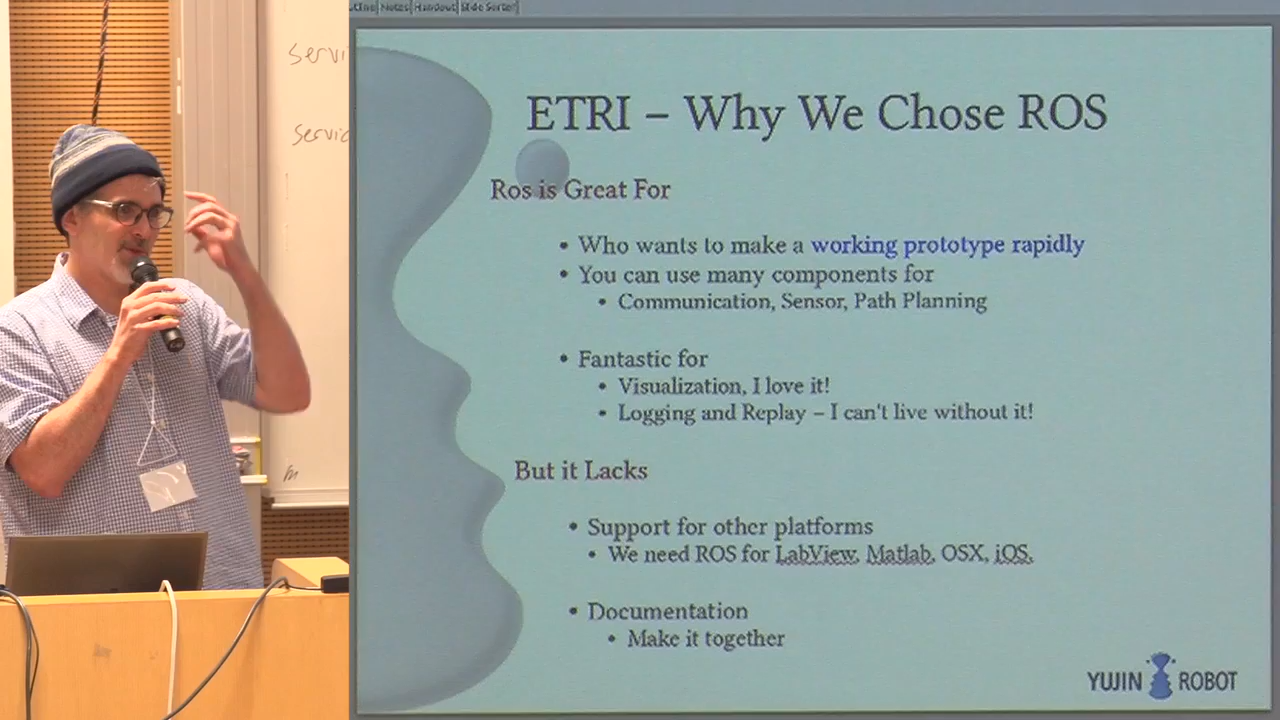 Outline Notes Handout Slide Sorter
servi
servic
ETRI – Why We Chose ROS
Ros is Great For
• Who wants to make a working prototype rapidly
• You can use many components for
• Communication, Sensor, Path Planning
• Fantastic for
• Visualization, I love it!
• Logging and Replay – I can't live without it!
But it Lacks
• Support for other platforms
• We need ROS for LabView, Matlab, OSX, iOS.
• Documentation
• Make it together
YUJIN ROBOT